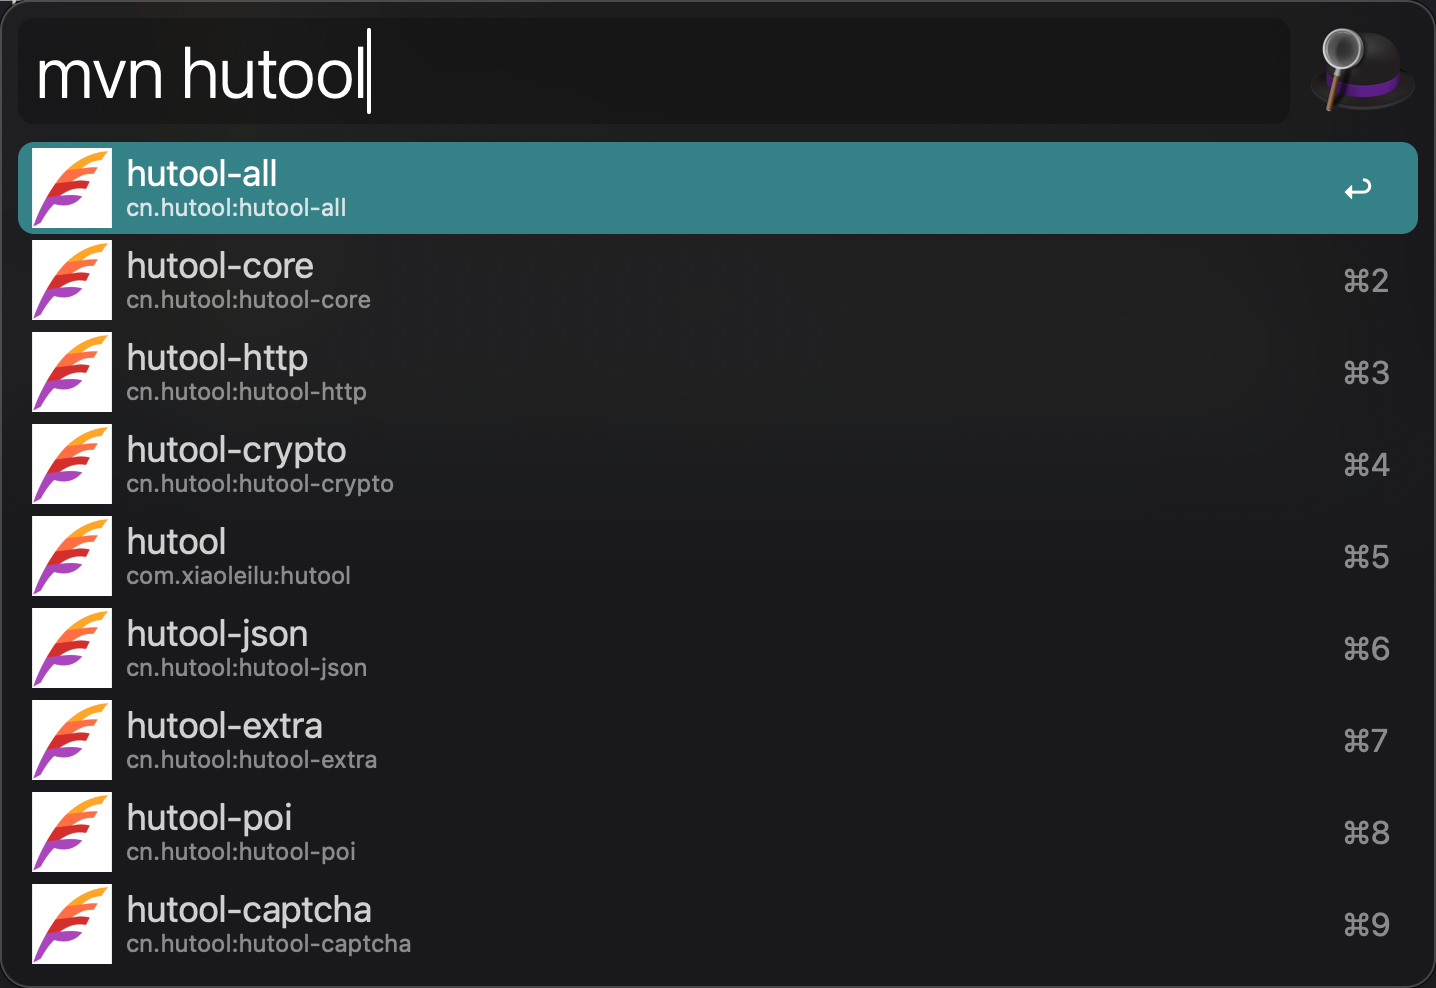 mvn hutool
hutool-all
cn.hutool:hutool-all
↩
hutool-core
cn.hutool:hutool-core
⌘2
hutool-http
cn.hutool:hutool-http
⌘3
hutool-crypto
cn.hutool:hutool-crypto
⌘4
hutool
com.xiaoleilu:hutool
⌘5
hutool-json
cn.hutool:hutool-json
⌘6
hutool-extra
cn.hutool:hutool-extra
⌘7
hutool-poi
cn.hutool:hutool-poi
⌘8
hutool-captcha
cn.hutool:hutool-captcha
⌘9